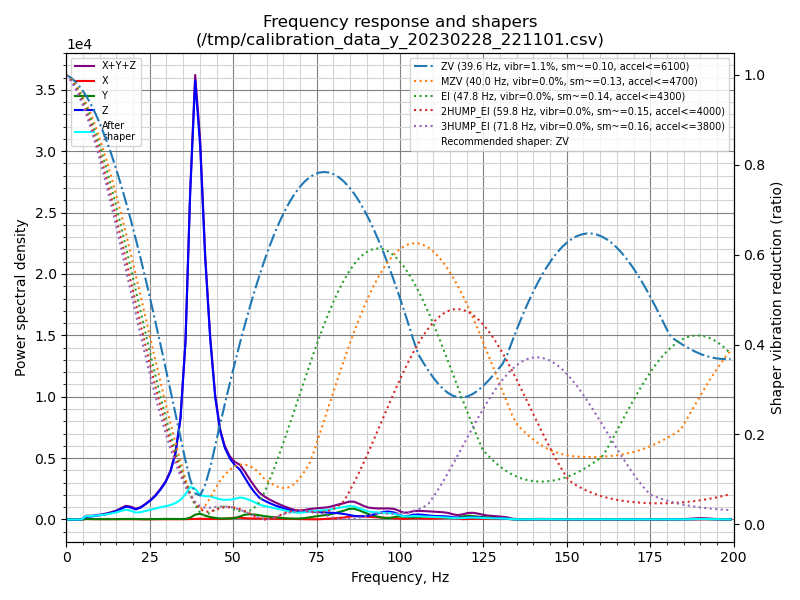 Frequency response and shapers
(/tmp/calibration_data_y_20230228_221101.csv)
1e4
X+Y+Z
X
Y
Z
After
shaper
ZV (39.6 Hz, vibr=1.1%, sm~=0.10, accel<=6100)
MZV (40.0 Hz, vibr=0.0%, sm~=0.13, accel<=4700)
EI (47.8 Hz, vibr=0.0%, sm~=0.14, accel<=4300)
2HUMP_EI (59.8 Hz, vibr=0.0%, sm~=0.15, accel<=4000)
3HUMP_EI (71.8 Hz, vibr=0.0%, sm~=0.16, accel<=3800)
Recommended shaper: ZV
Power spectral density
3.5
3.0
2.5
2.0
1.5
1.0
0.5
0.0
1.0
0.8
0.6
0.4
0.2
0.0
Shaper vibration reduction (ratio)
0 25 50 75 100 125 150 175 200
Frequency, Hz